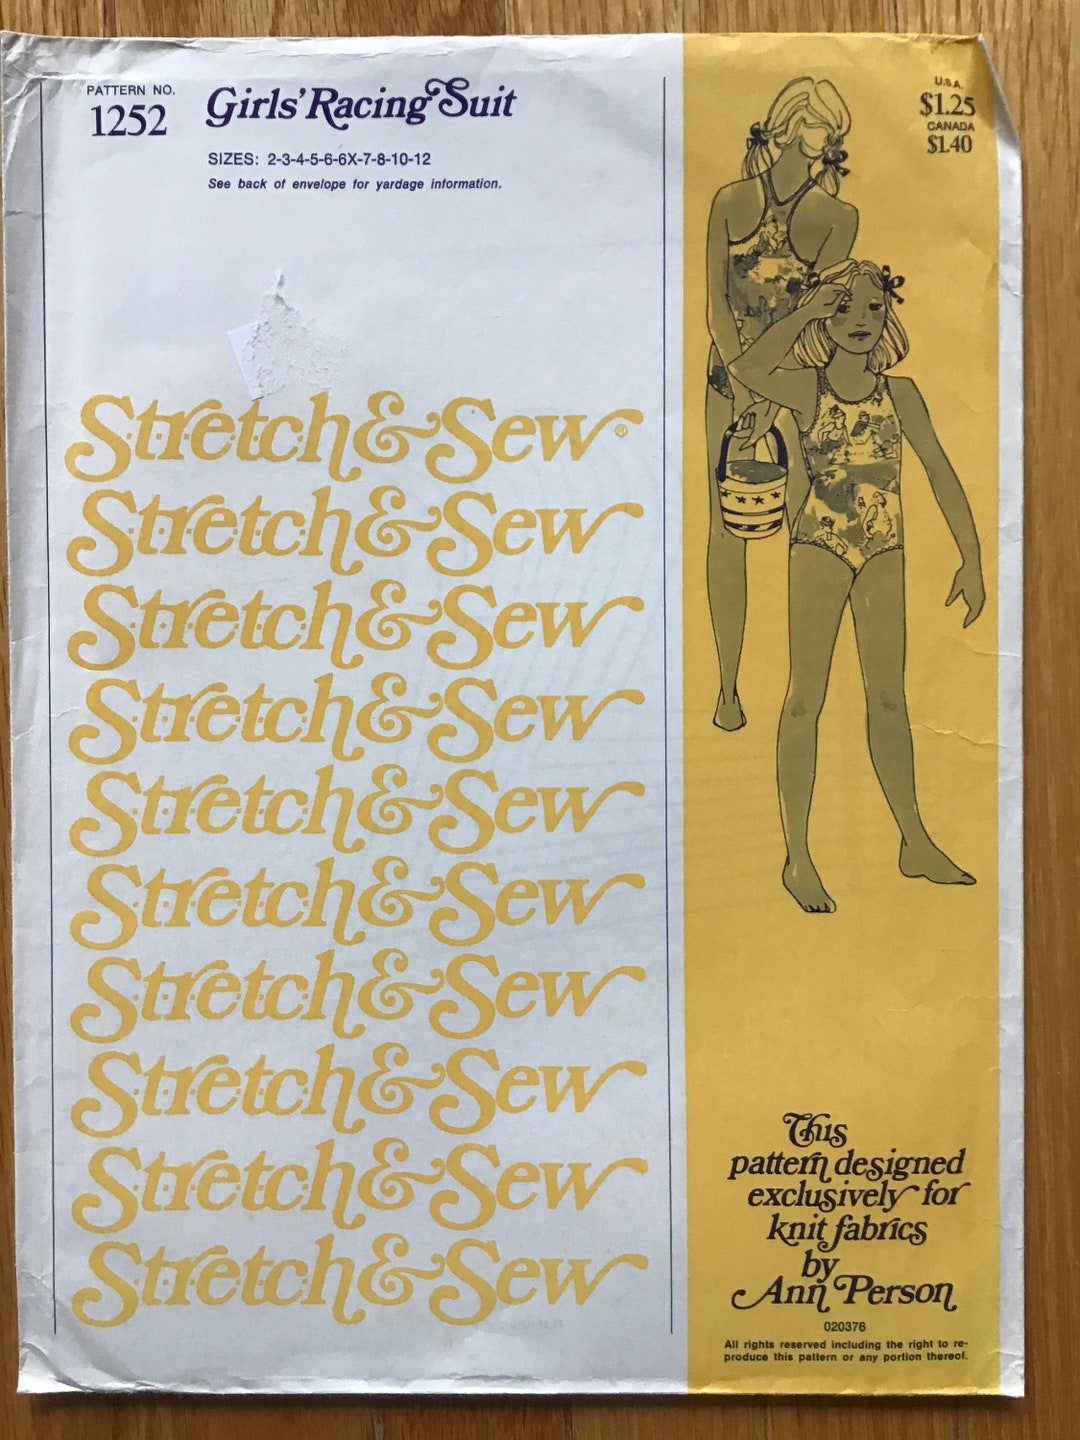 PATTERN NO.
1252
Girls' Racing Suit
SIZES: 2-3-4-5-6-6X-7-8-10-12
See back of envelope for yardage information.
U.S.A.
$1.25
CANADA
$1.40
Stretch & Sew®
Stretch & Sew
Stretch & Sew
Stretch & Sew
Stretch & Sew
Stretch & Sew
Stretch & Sew
Stretch & Sew
Stretch & Sew
Stretch & Sew
This
pattern designed
exclusively for
knit fabrics
by
Ann Person
020376
All rights reserved including the right to re-
produce this pattern or any portion thereof.